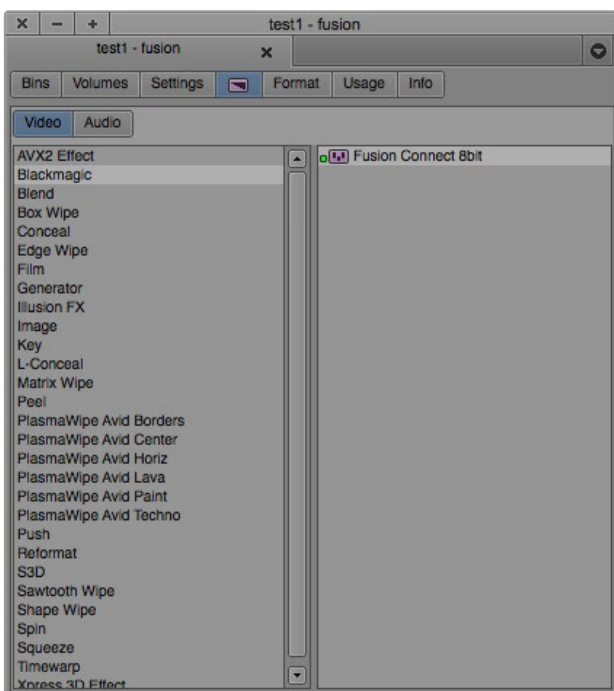 test1 - fusion
test1 - fusion
Bins Volumes Settings Format Usage Info
Video Audio
AVX2 Effect
Fusion Connect 8bit
Blackmagic
Blend
Box Wipe
Conceal
Edge Wipe
Film
Generator
Illusion FX
Image
Key
L-Conceal
Matrix Wipe
Peel
PlasmaWipe Avid Borders
PlasmaWipe Avid Center
PlasmaWipe Avid Horiz
PlasmaWipe Avid Lava
PlasmaWipe Avid Paint
PlasmaWipe Avid Techno
Push
Reformat
S3D
Sawtooth Wipe
Shape Wipe
Spin
Squeeze
Timewarp
Xpress 3D Effect